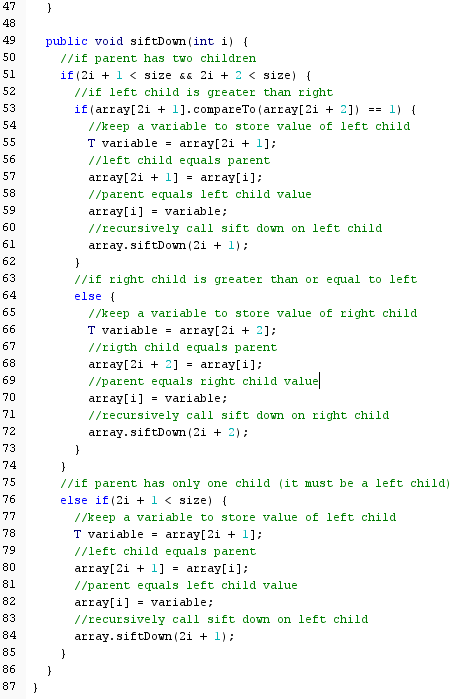 47 }
48
49 public void siftDown(int i) {
50 //if parent has two children
51 if(2i + 1 < size && 2i + 2 < size) {
52 //if left child is greater than right
53 if(array[2i + 1].compareTo(array[2i + 2]) == 1) {
54 //keep a variable to store value of left child
55 T variable = array[2i + 1];
56 //left child equals parent
57 array[2i + 1] = array[i];
58 //parent equals left child value
59 array[i] = variable;
60 //recursively call sift down on left child
61 array.siftDown(2i + 1);
62 }
63 //if right child is greater than or equal to left
64 else {
65 //keep a variable to store value of right child
66 T variable = array[2i + 2];
67 //rigth child equals parent
68 array[2i + 2] = array[i];
69 //parent equals right child value
70 array[i] = variable;
71 //recursively call sift down on right child
72 array.siftDown(2i + 2);
73 }
74 }
75 //if parent has only one child (it must be a left child)
76 else if(2i + 1 < size) {
77 //keep a variable to store value of left child
78 T variable = array[2i + 1];
79 //left child equals parent
80 array[2i + 1] = array[i];
81 //parent equals left child value
82 array[i] = variable;
83 //recursively call sift down on left child
84 array.siftDown(2i + 1);
85 }
86 }
87 }